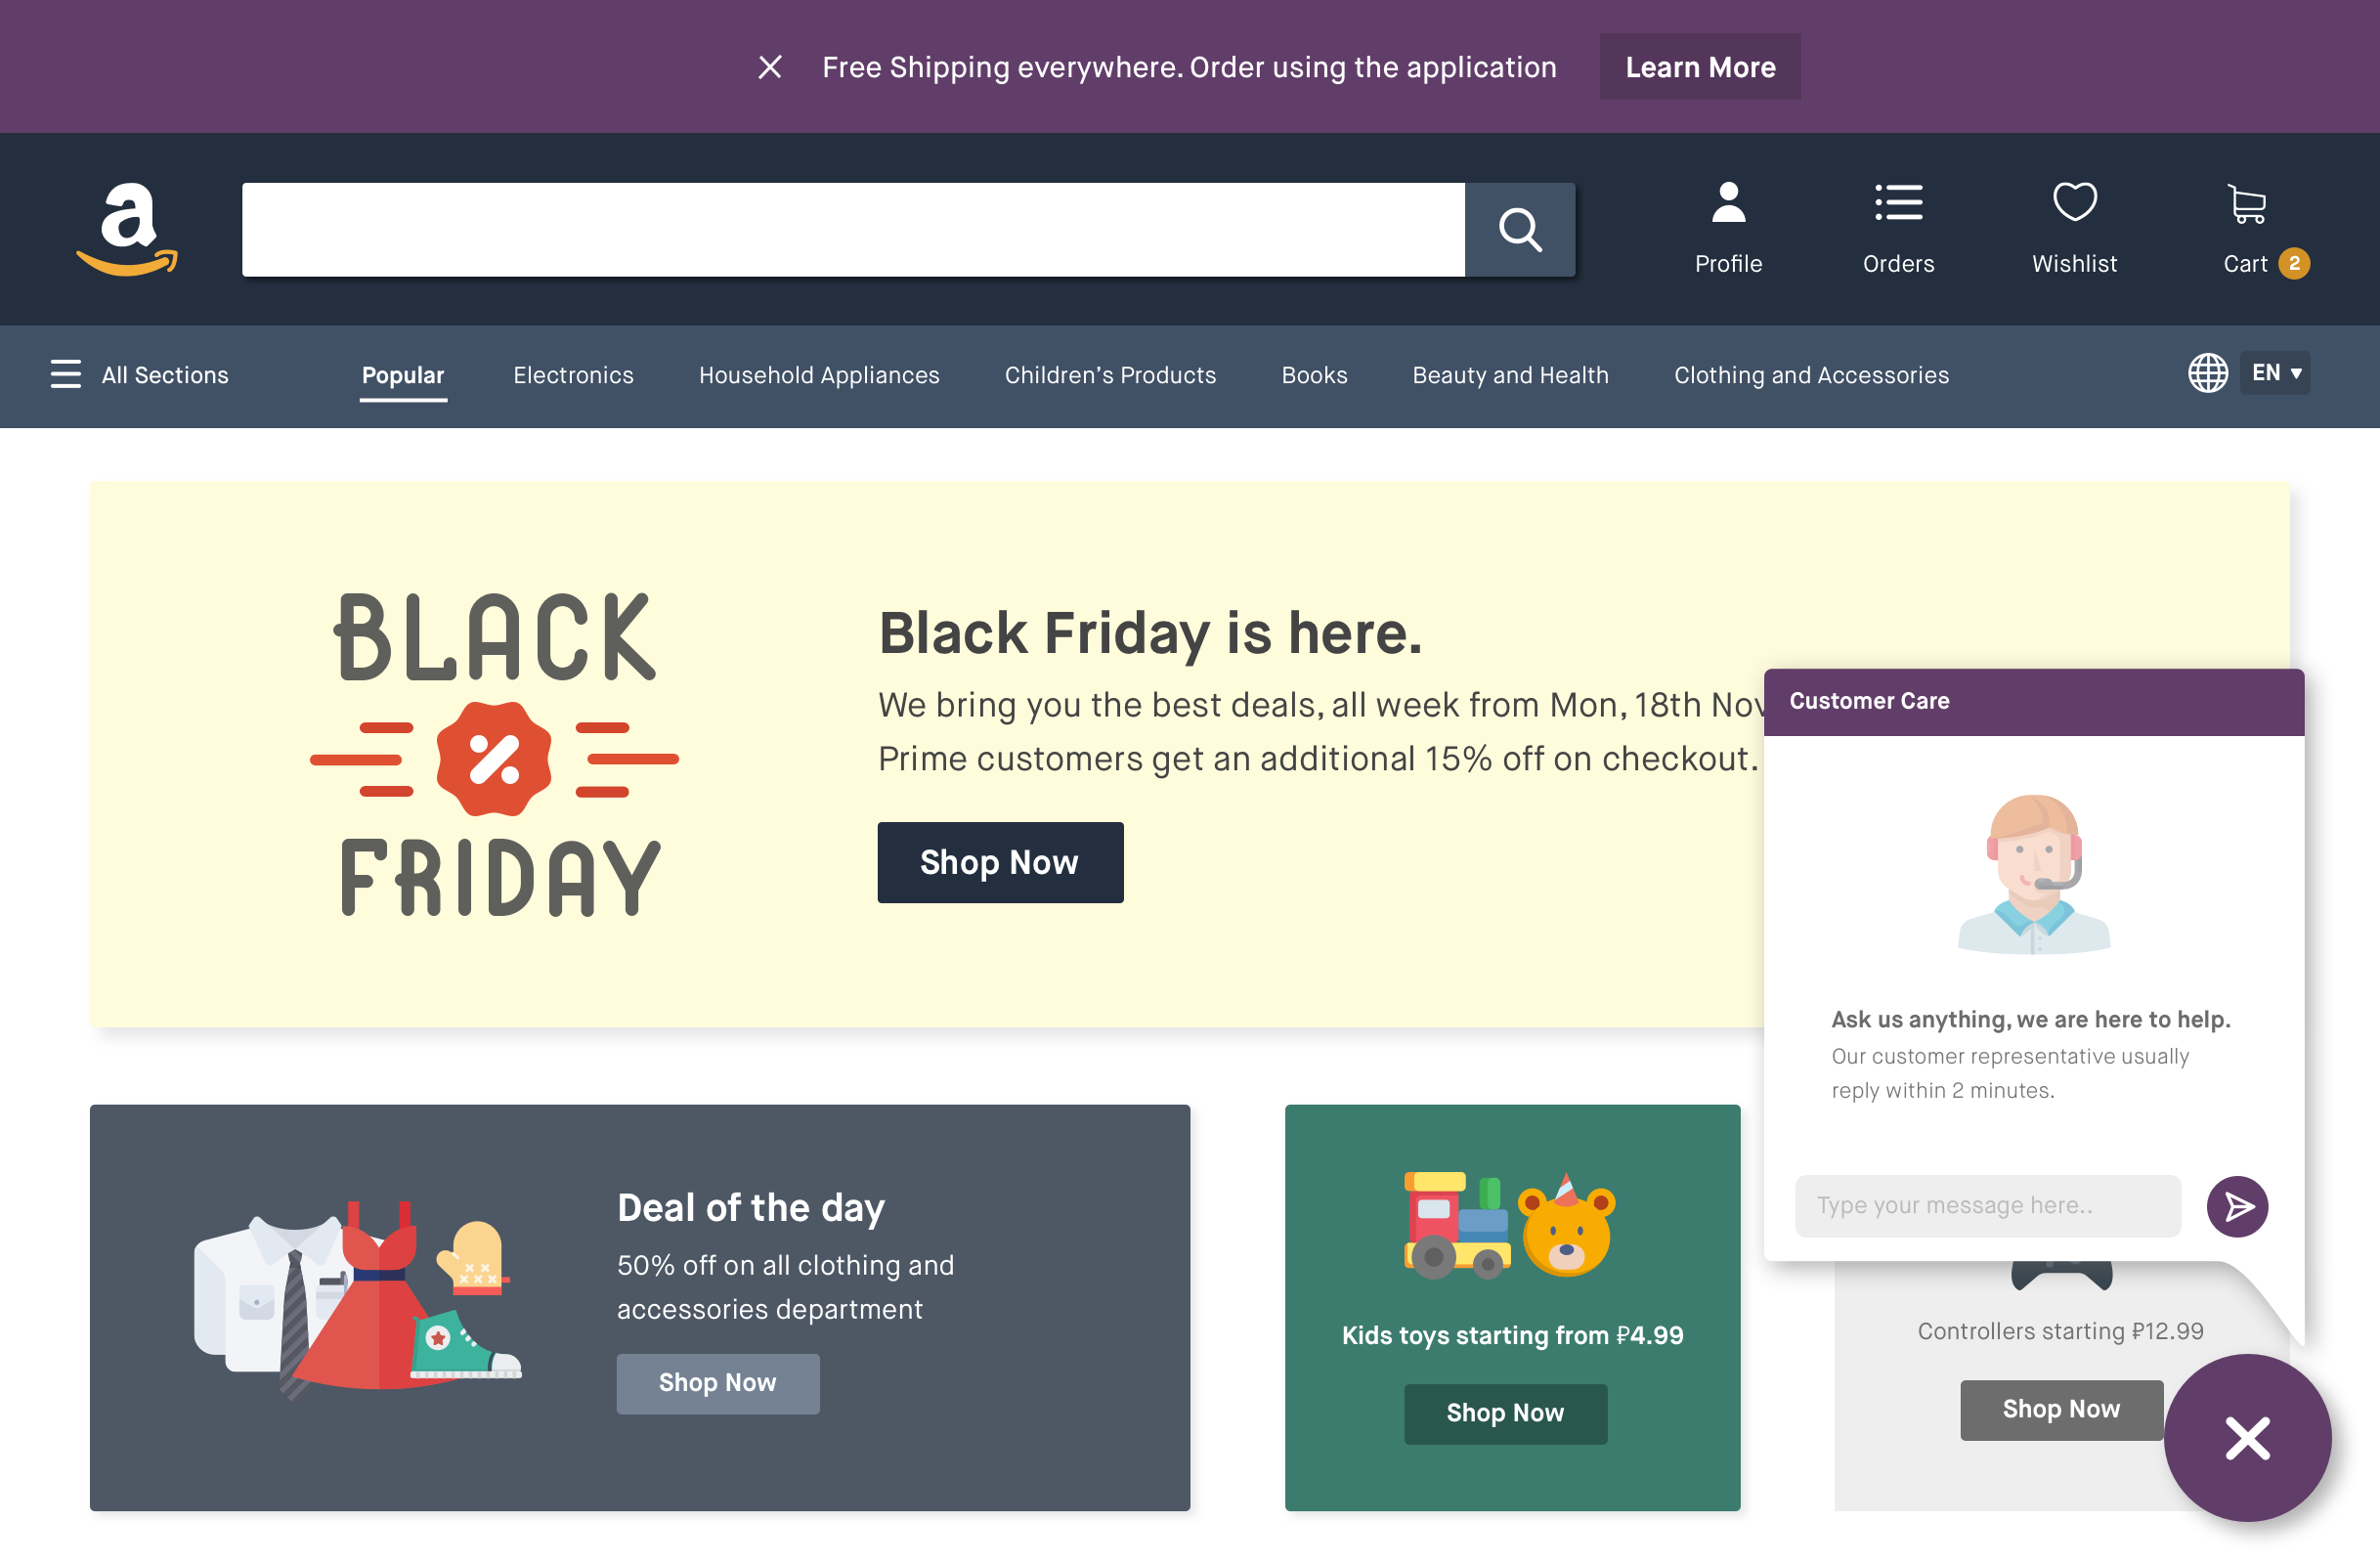 Free Shipping everywhere. Order using the application
Learn More
a
Profile
Orders
Wishlist
Cart 2
All Sections
Popular
Electronics
Household Appliances
Children’s Products
Books
Beauty and Health
Clothing and Accessories
EN
BLACK
%
FRIDAY
Black Friday is here.
We bring you the best deals, all week from Mon, 18th Nov
Prime customers get an additional 15% off on checkout.
Shop Now
Customer Care
Ask us anything, we are here to help.
Our customer representative usually
reply within 2 minutes.
Type your message here..
Deal of the day
50% off on all clothing and
accessories department
Shop Now
Kids toys starting from ₽4.99
Shop Now
Controllers starting ₽12.99
Shop Now